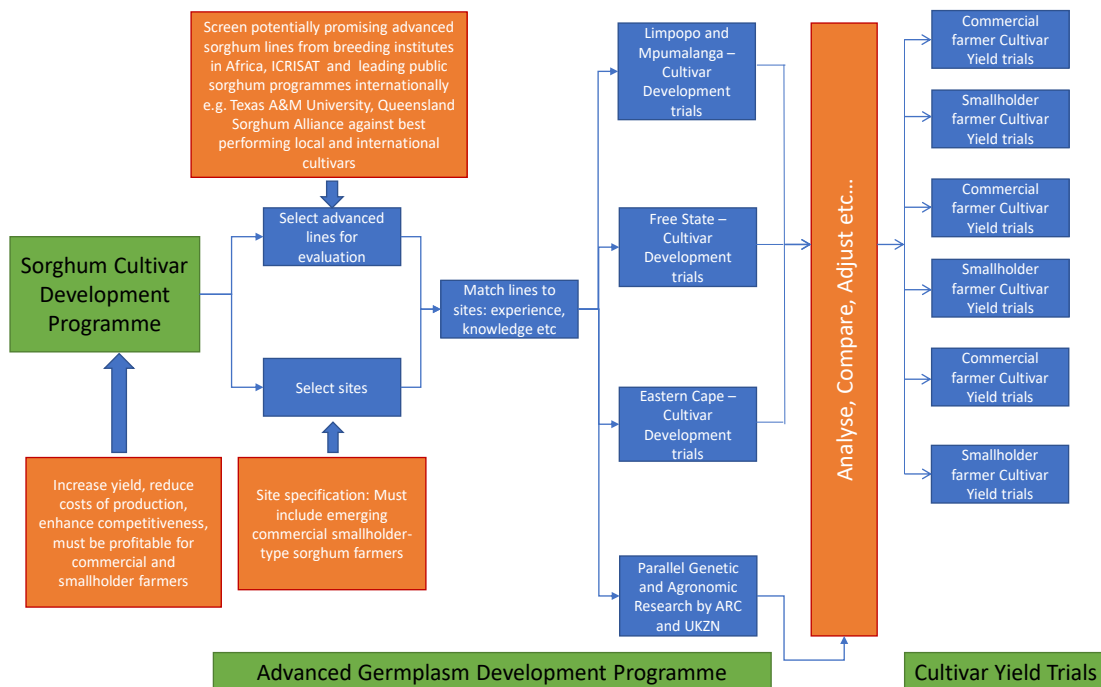 Screen potentially promising advanced
sorghum lines from breeding institutes
in Africa, ICRISAT and leading public
sorghum programmes internationally
e.g. Texas A&M University, Queensland
Sorghum Alliance against best
performing local and international
cultivars
Sorghum Cultivar
Development
Programme
Increase yield, reduce
costs of production,
enhance competitiveness,
must be profitable for
commercial and
smallholder farmers
Select advanced
lines for
evaluation
Select sites
Site specification: Must
include emerging
commercial smallholder-
type sorghum farmers
Match lines to
sites: experience,
knowledge etc
Limpopo and
Mpumalanga –
Cultivar
Development
trials
Free State –
Cultivar
Development
trials
Eastern Cape –
Cultivar
Development
trials
Parallel Genetic
and Agronomic
Research by ARC
and UKZN
Analyse, Compare, Adjust etc…
Commercial
farmer Cultivar
Yield trials
Smallholder
farmer Cultivar
Yield trials
Commercial
farmer Cultivar
Yield trials
Smallholder
farmer Cultivar
Yield trials
Commercial
farmer Cultivar
Yield trials
Smallholder
farmer Cultivar
Yield trials
Advanced Germplasm Development Programme
Cultivar Yield Trials